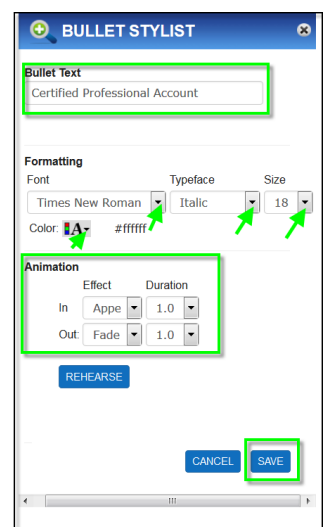 BULLET STYLIST
Bullet Text
Certified Professional Account
Formatting
Font Typeface Size
Times New Roman Italic 18
Color: A #ffffff
Animation
Effect Duration
In Appe 1.0
Out: Fade 1.0
REHEARSE
CANCEL SAVE